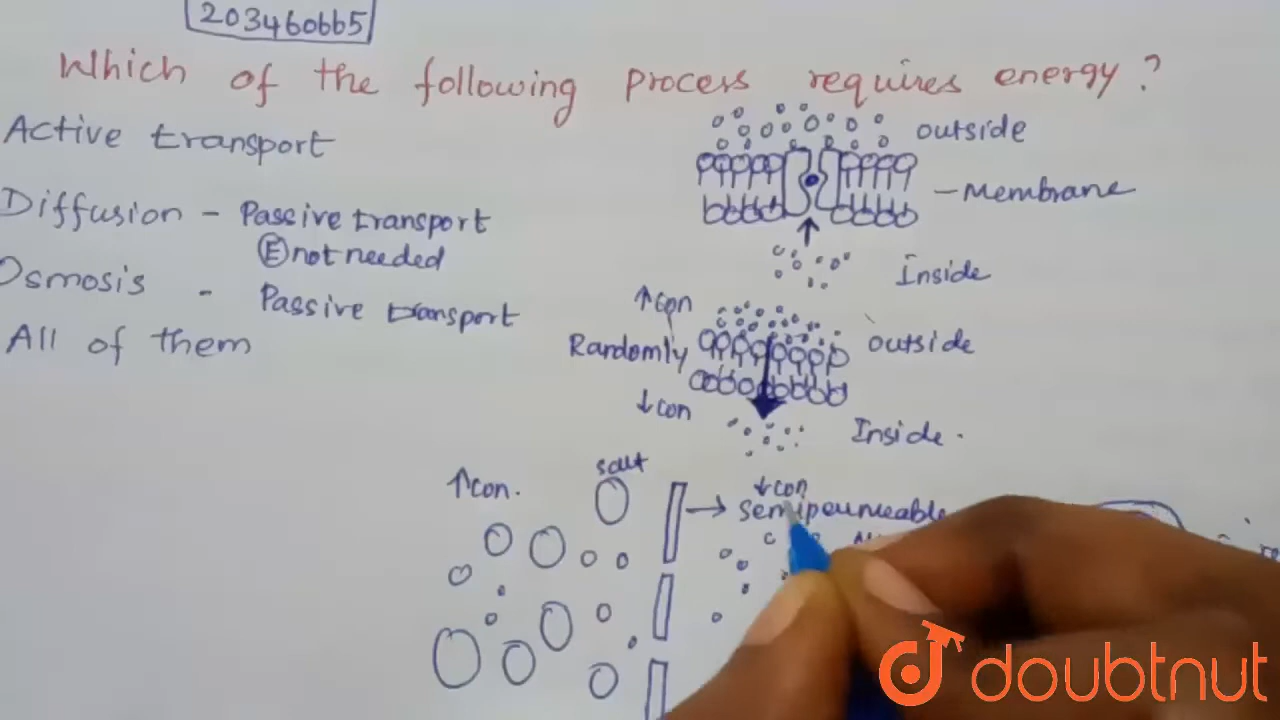 203460665
Which of the following process requires energy?
Active transport
Diffusion - Passive transport
Ⓔ not needed
Osmosis - Passive transport
All of them
outside
- Membrane
Inside
↑con
Randomly
outside
↓con
Inside.
↑con.
salt
↓con
→ semipermeable
doubtnut